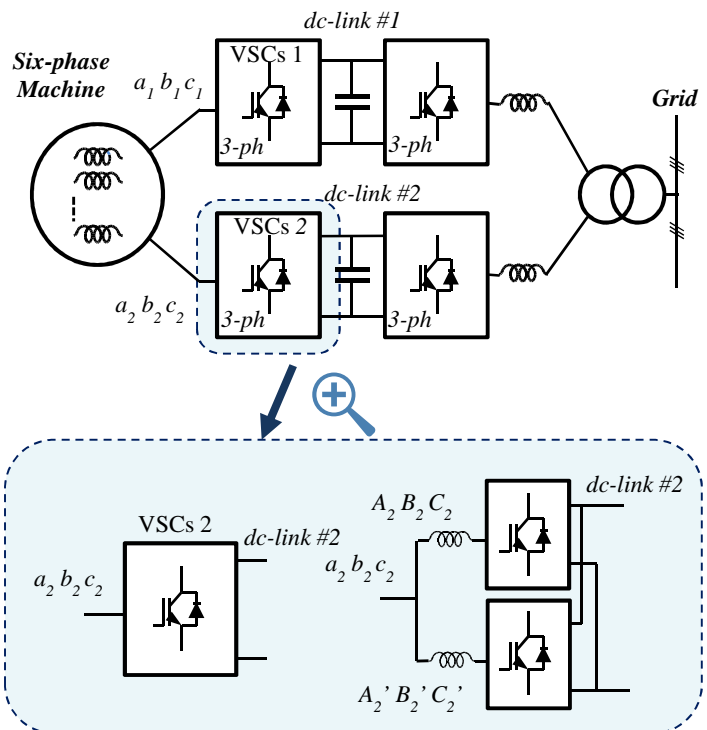 dc-link #1
Six-phase
Machine
VSCs 1
a₁ b₁ c₁
3-ph
3-ph
Grid
dc-link #2
VSCs 2
a₂ b₂ c₂
3-ph
3-ph
VSCs 2
dc-link #2
a₂ b₂ c₂
dc-link #2
A₂ B₂ C₂
a₂ b₂ c₂
A₂’ B₂’ C₂’